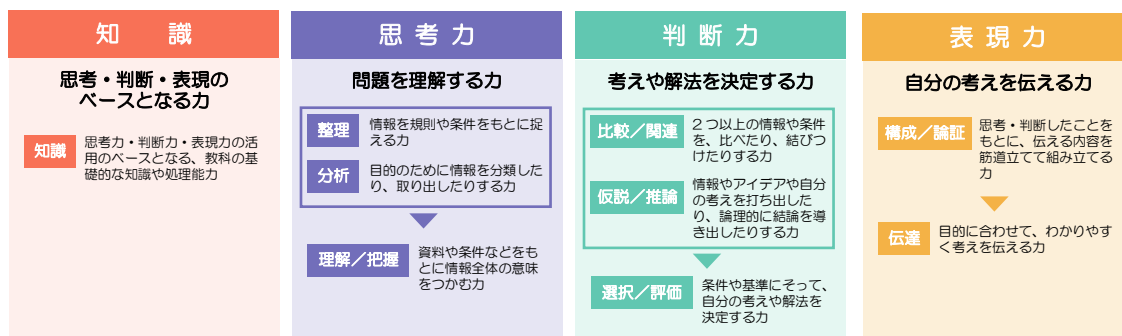 知　識
思考・判断・表現の
ベースとなる力
知識
思考力・判断力・表現力の活
用のベースとなる、教科の基
礎的な知識や処理能力
思考力
問題を理解する力
整理
情報を規則や条件をもとに捉
える力
分析
目的のために情報を分類した
り、取り出したりする力
理解／把握
資料や条件などをも
とに情報全体の意味
をつかむ力
判断力
考えや解法を決定する力
比較／関連
２つ以上の情報や条件
を、比べたり、結びつ
けたりする力
仮説／推論
情報やアイデアや自分
の考えを打ち出した
り、論理的に結論を導
き出したりする力
選択／評価
条件や基準にそって、
自分の考えや解法を
決定する力
表現力
自分の考えを伝える力
構成／論証
思考・判断したことを
もとに、伝える内容を
筋道立てて組み立てる
力
伝達
目的に合わせて、わかりやす
く考えを伝える力